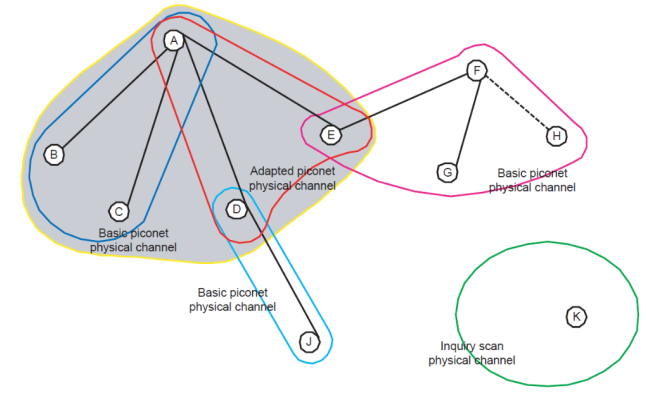 A
F
E
H
B
G
Adapted piconet
physical channel
Basic piconet
physical channel
C
D
Basic piconet
physical channel
Basic piconet
physical channel
K
J
Inquiry scan
physical channel